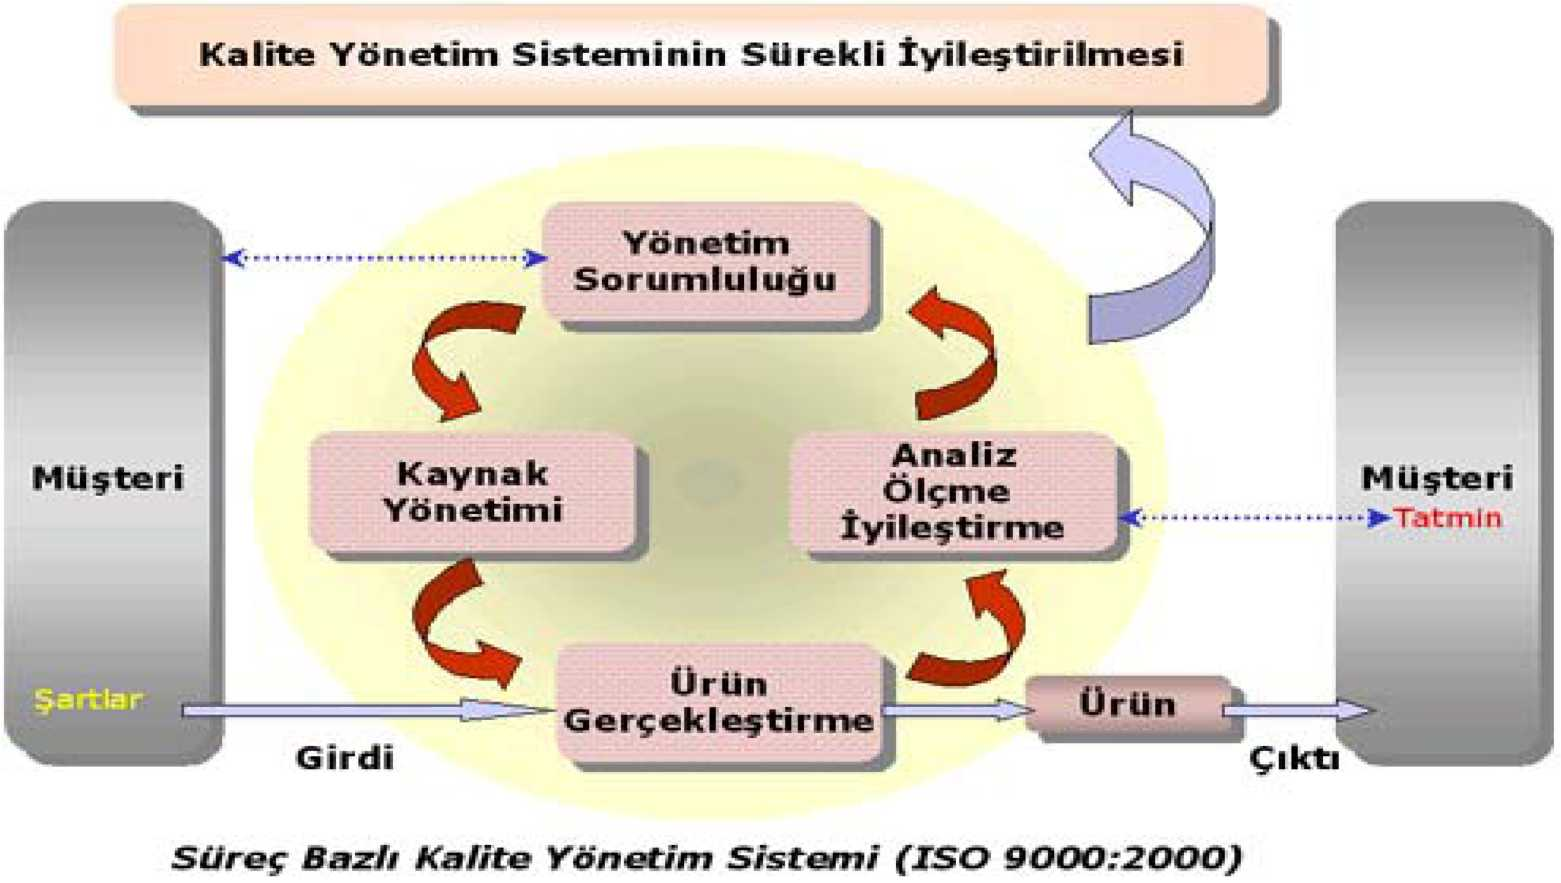 Kalite Yönetim Sisteminin Sürekli İyileştirilmesi
Yönetim
Sorumluluğu
Müşteri
Kaynak
Yönetimi
Analiz
Ölçme
İyileştirme
Müşteri
Tatmin
Şartlar
Girdi
Ürün
Gerçekleştirme
Ürün
Çıktı
Süreç Bazlı Kalite Yönetim Sistemi (ISO 9000:2000)